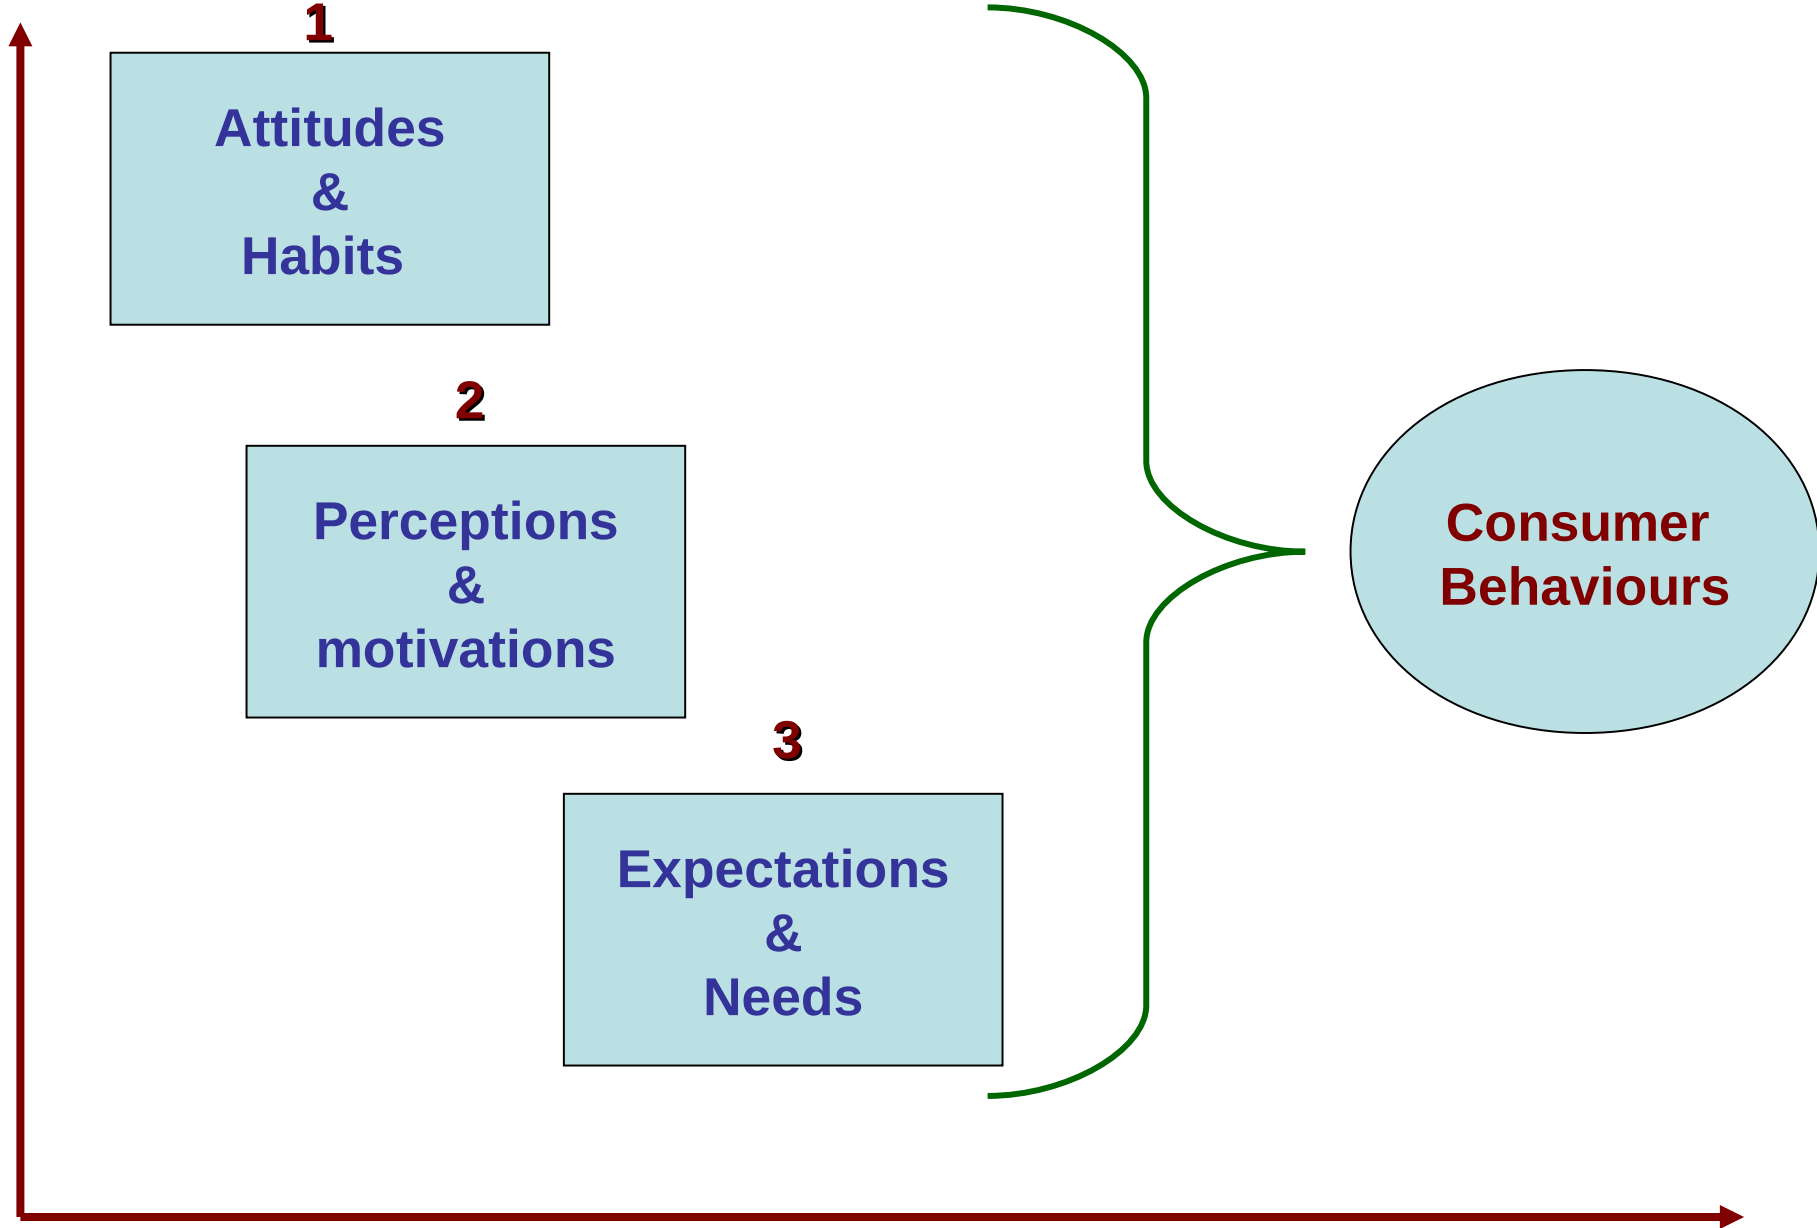 1
Attitudes
&
Habits
2
Perceptions
&
motivations
3
Expectations
&
Needs
Consumer
Behaviours